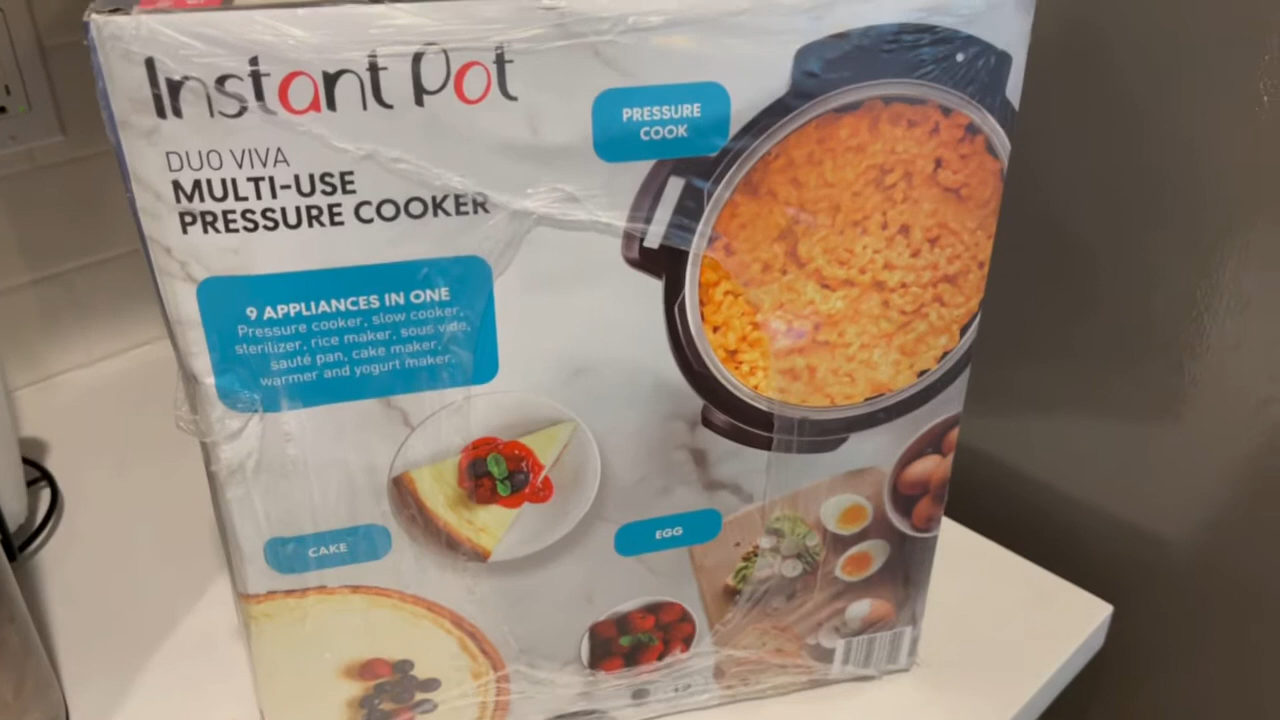 Instant Pot
DUO VIVA
MULTI-USE
PRESSURE COOKER
PRESSURE
COOK
9 APPLIANCES IN ONE
Pressure cooker, slow cooker,
sterilizer, rice maker, sous vide,
sauté pan, cake maker,
warmer and yogurt maker.
CAKE
EGG